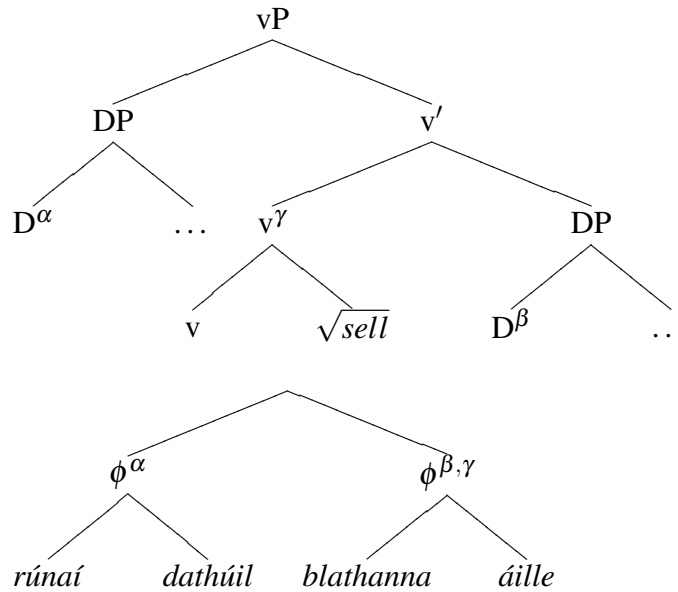 vP
DP v′
D^α … v^γ DP
v √sell D^β ‥
ϕ^α ϕ^β,γ
rúnaí dathúil blathanna áille